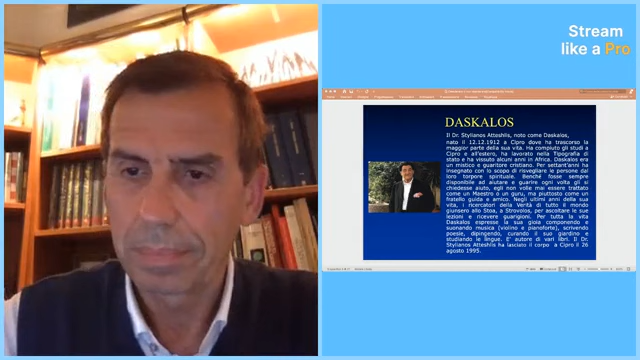 Stream
like a Pro
DASKALOS
Il Dr. Stylianos Atteshlis, noto come Daskalos,
nato il 12.12.1912 a Cipro dove ha trascorso la
maggior parte della sua vita. Ha compiuto gli studi a
Cipro e all'estero, ha lavorato nella Tipografia di
stato e ha vissuto alcuni anni in Africa. Daskalos era
un mistico e guaritore cristiano. Per settant'anni ha
insegnato con lo scopo di risvegliare le persone dal
loro torpore spirituale. Benché fosse sempre
disponibile ad aiutare e guarire ogni volta gli si
chiedesse aiuto, egli non volle mai essere trattato
come un Maestro o un guru, ma piuttosto come un
fratello guida e amico. Negli ultimi anni della sua
vita, i ricercatori della Verità di tutto il mondo
giunsero alla Stoa, a Strovolos, per ascoltare le sue
lezioni e ricevere guarigioni. Per tutta la vita
Daskalos espresse la sua gioia componendo e
suonando musica (violino e pianoforte), scrivendo
poesie, dipingendo, curando il suo giardino e
studiando le lingue. E' autore di vari libri. Il Dr.
Stylianos Atteshlis ha lasciato il corpo a Cipro il 26
agosto 1995.